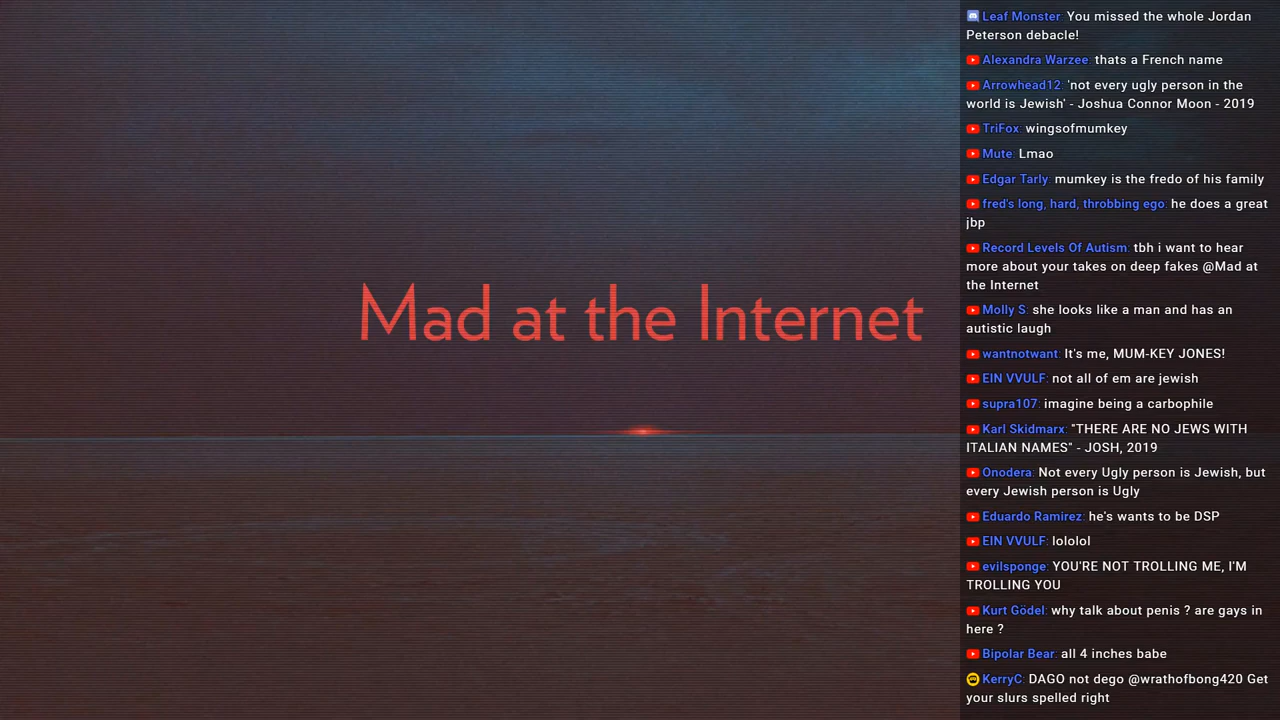 Mad at the Internet
Leaf Monster: You missed the whole Jordan
Peterson debacle!
Alexandra Warzee: thats a French name
Arrowhead12: 'not every ugly person in the
world is Jewish' - Joshua Connor Moon - 2019
TriFox: wingsofmumkey
Mute: Lmao
Edgar Tarly: mumkey is the fredo of his family
fred's long, hard, throbbing ego: he does a great
jbp
Record Levels Of Autism: tbh i want to hear
more about your takes on deep fakes @Mad at
the Internet
Molly S: she looks like a man and has an
autistic laugh
wantnotwant: It's me, MUM-KEY JONES!
EIN VVULF: not all of em are jewish
supra107: imagine being a carbophile
Karl Skidmarx: "THERE ARE NO JEWS WITH
ITALIAN NAMES" - JOSH, 2019
Onodera: Not every Ugly person is Jewish, but
every Jewish person is Ugly
Eduardo Ramirez: he's wants to be DSP
EIN VVULF: lololol
evilsponge: YOU'RE NOT TROLLING ME, I'M
TROLLING YOU
Kurt Gödel: why talk about penis ? are gays in
here ?
Bipolar Bear: all 4 inches babe
KerryC: DAGO not dego @wrathofbong420 Get
your slurs spelled right